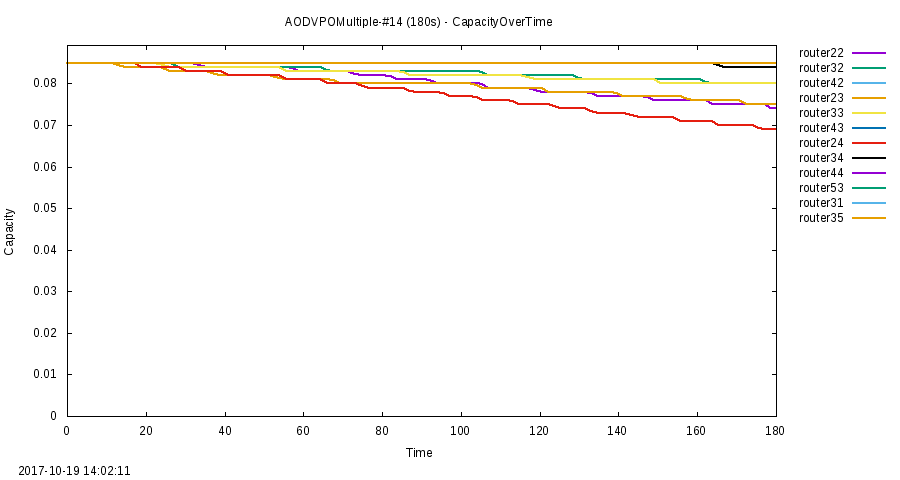 AODVPOMultiple-#14 (180s) - CapacityOverTime
router22
router32
router42
router23
router33
router43
router24
router34
router44
router53
router31
router35
0.08
0.07
0.06
0.05
0.04
0.03
0.02
0.01
0
Capacity
0 20 40 60 80 100 120 140 160 180
Time
2017-10-19 14:02:11